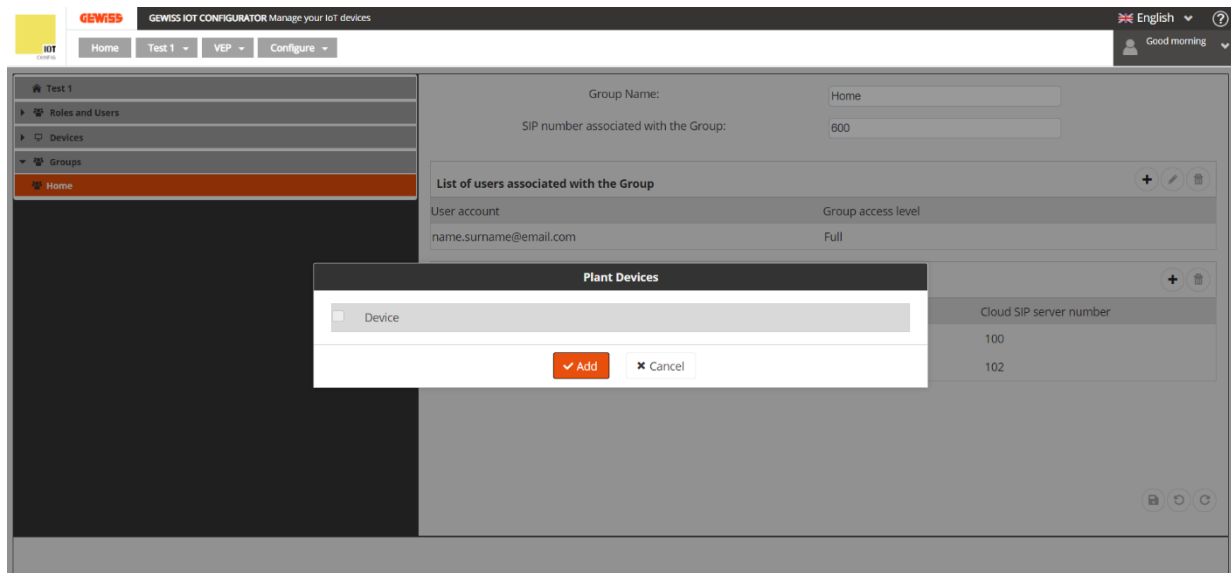 GEWISS GEWISS IOT CONFIGURATOR Manage your IoT devices English ?
IOT
CONFIG
Home Test 1 VEP Configure Good morning
Test 1
Roles and Users
Devices
Groups
Home
Group Name: Home
SIP number associated with the Group: 600
List of users associated with the Group
User account Group access level
name.surname@email.com Full
Plant Devices
Device
Add Cancel
Cloud SIP server number
100
102